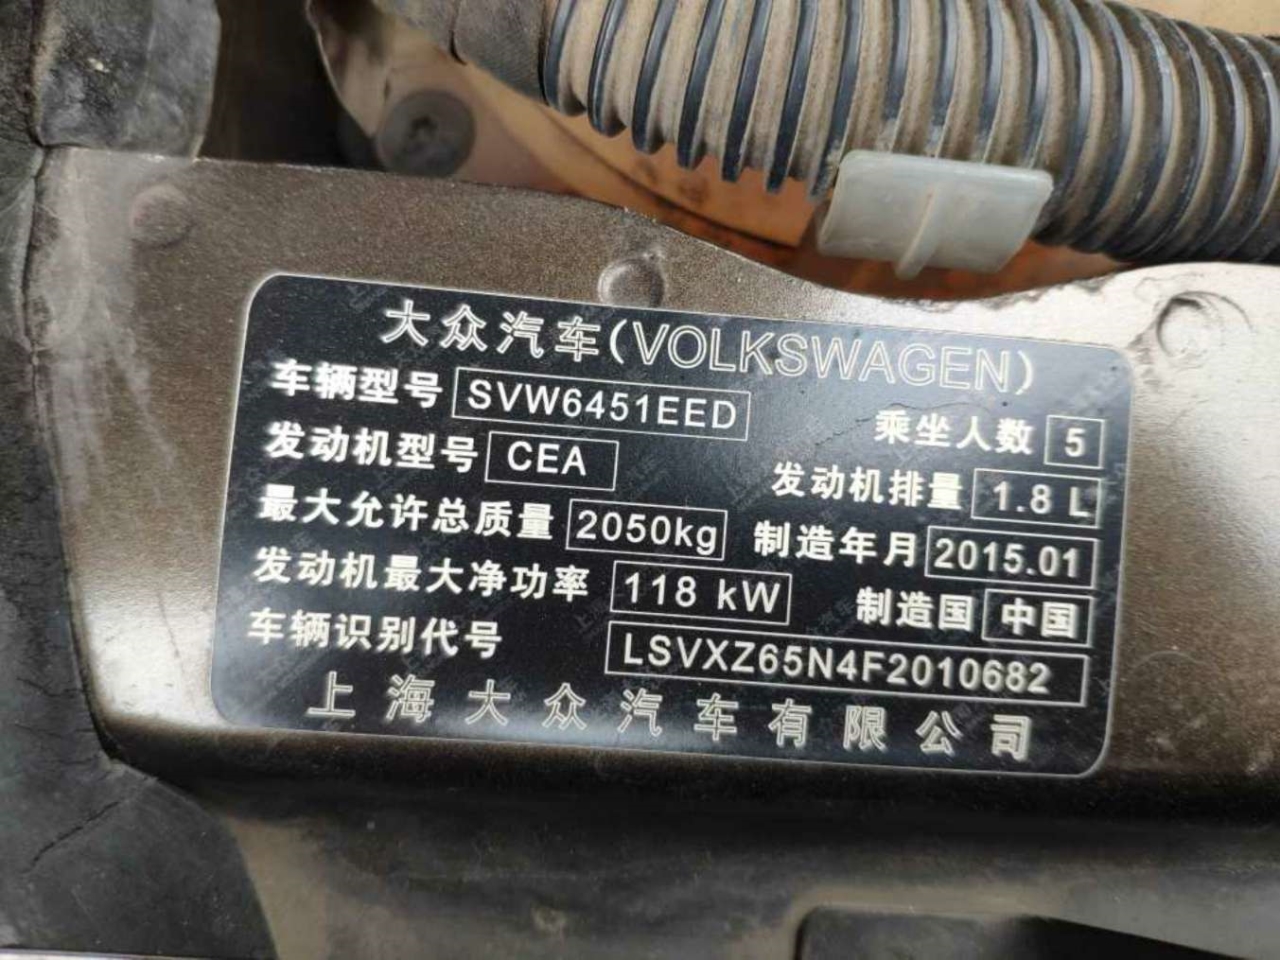 大众汽车(VOLKSWAGEN)
车辆型号 SVW6451EED 乘坐人数 5
发动机型号 CEA 发动机排量 1.8 L
最大允许总质量 2050kg 制造年月 2015.01
发动机最大净功率 118 kW 制造国 中国
车辆识别代号 LSVXZ65N4F2010682
上海大众汽车有限公司